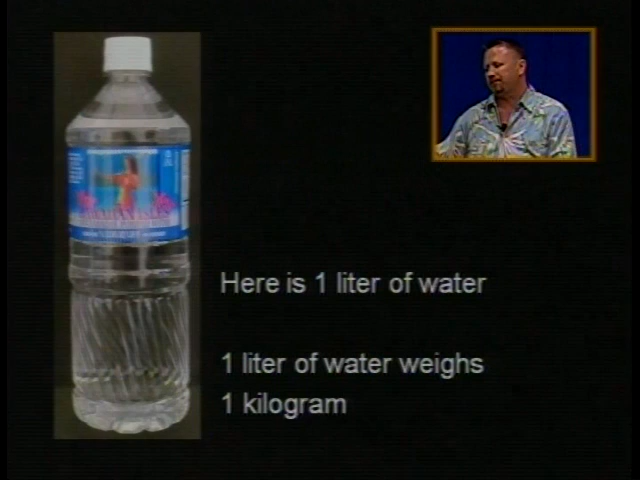 Here is 1 liter of water
1 liter of water weighs
1 kilogram